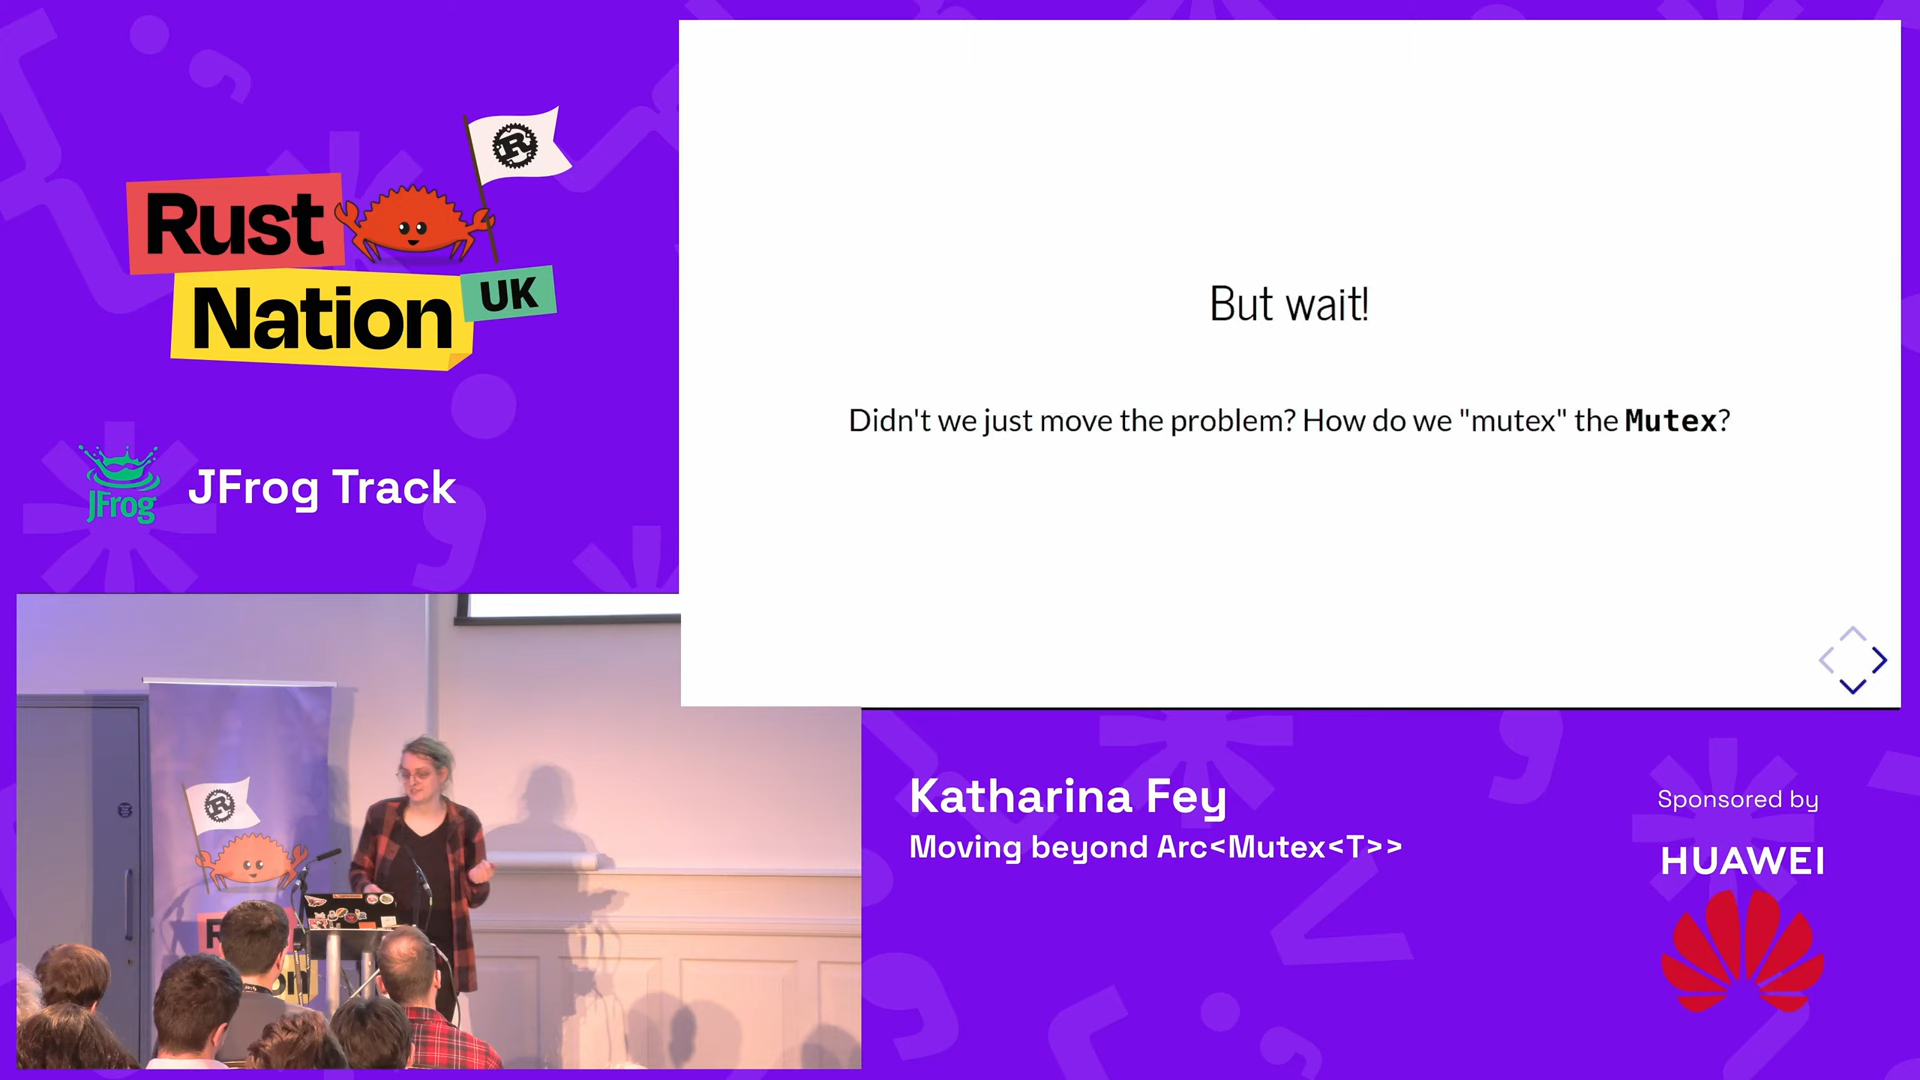 Rust
Nation
UK
R
JFrog
JFrog Track
But wait!
Didn't we just move the problem? How do we "mutex" the Mutex?
Katharina Fey
Moving beyond Arc<Mutex<T>>
Sponsored by
HUAWEI